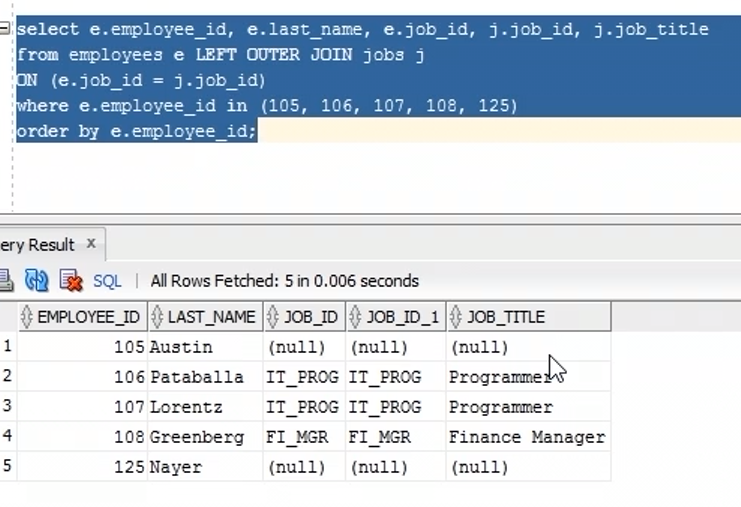 select e.employee_id, e.last_name, e.job_id, j.job_id, j.job_title
from employees e LEFT OUTER JOIN jobs j
ON (e.job_id = j.job_id)
where e.employee_id in (105, 106, 107, 108, 125)
order by e.employee_id;
ery Result x
SQL | All Rows Fetched: 5 in 0.006 seconds
EMPLOYEE_ID LAST_NAME JOB_ID JOB_ID_1 JOB_TITLE
1 105 Austin (null) (null) (null)
2 106 Pataballa IT_PROG IT_PROG Programmer
3 107 Lorentz IT_PROG IT_PROG Programmer
4 108 Greenberg FI_MGR FI_MGR Finance Manager
5 125 Nayer (null) (null) (null)